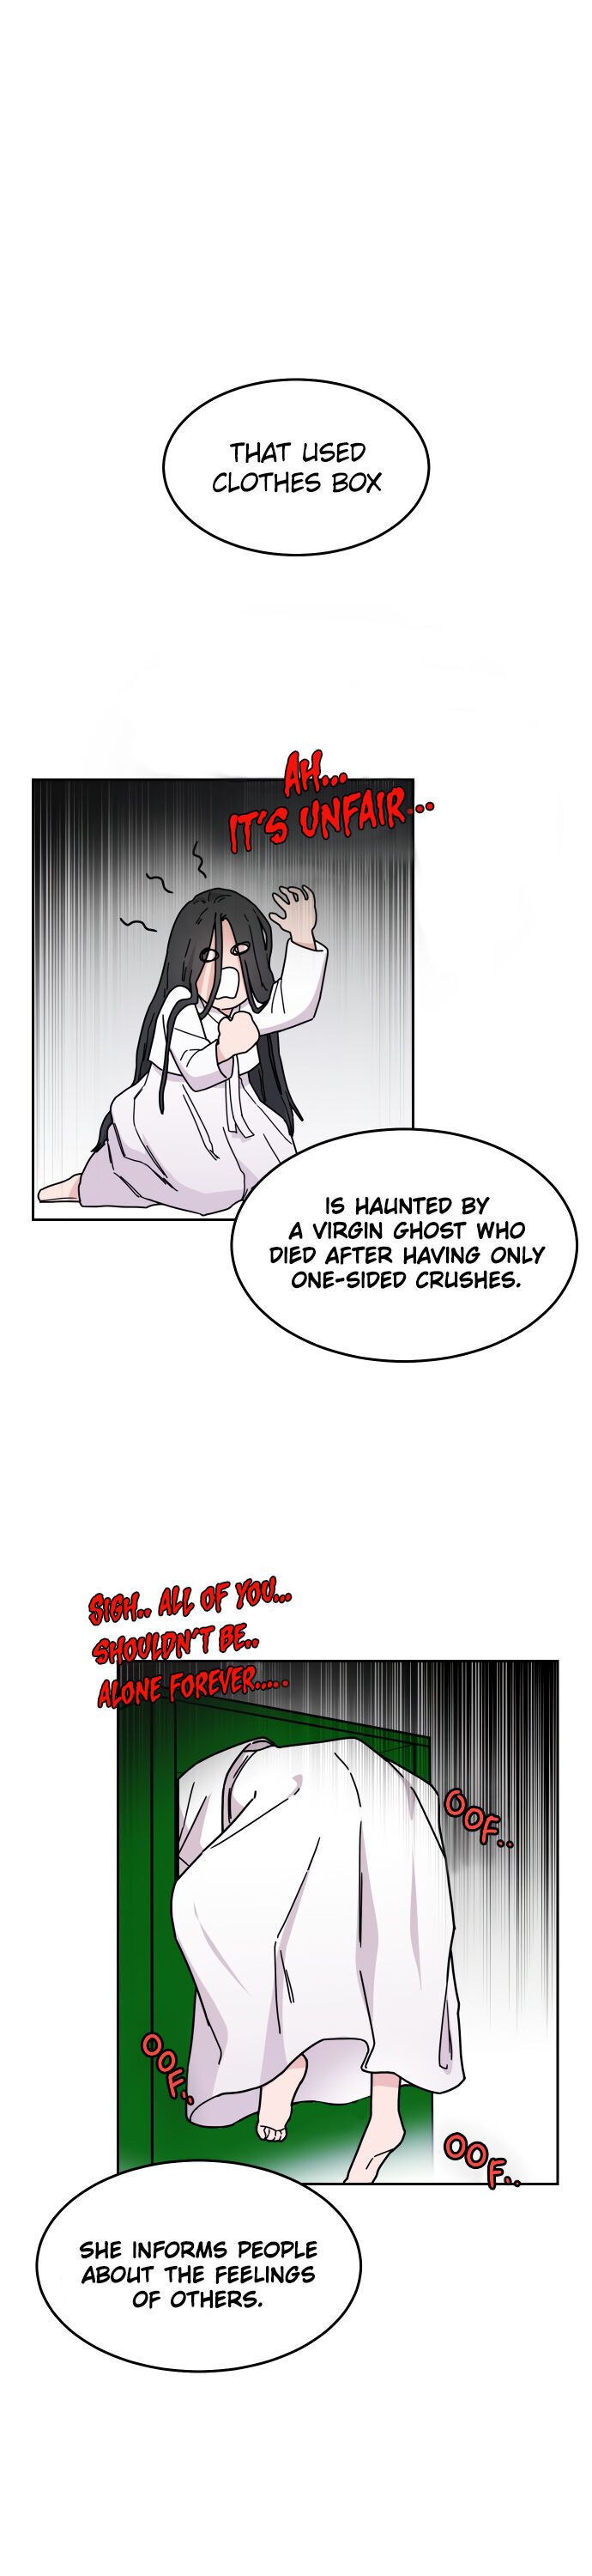 THAT USED
CLOTHES BOX
AH...
IT'S UNFAIR...
IS HAUNTED BY
A VIRGIN GHOST WHO
DIED AFTER HAVING ONLY
ONE-SIDED CRUSHES.
SIGH.. ALL OF YOU...
SHOULDN'T BE..
ALONE FOREVER.....
OOF..
OOF..
OOF..
SHE INFORMS PEOPLE
ABOUT THE FEELINGS
OF OTHERS.